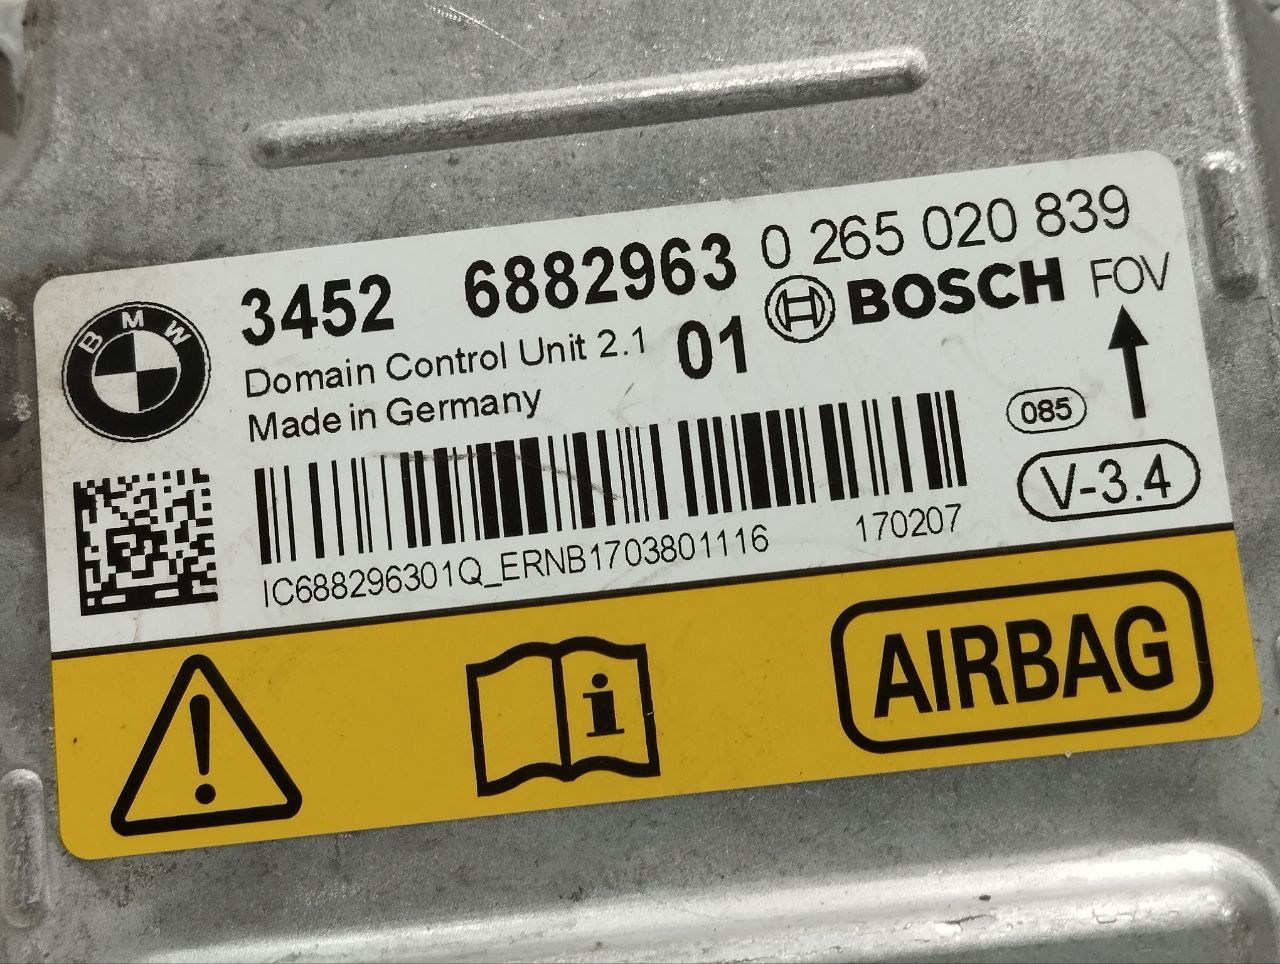 BMW
3452 6882963 0 265 020 839
Domain Control Unit 2.1 01 BOSCH FOV
Made in Germany
085
V-3.4
IC688296301Q_ERNB1703801116 170207
i
AIRBAG